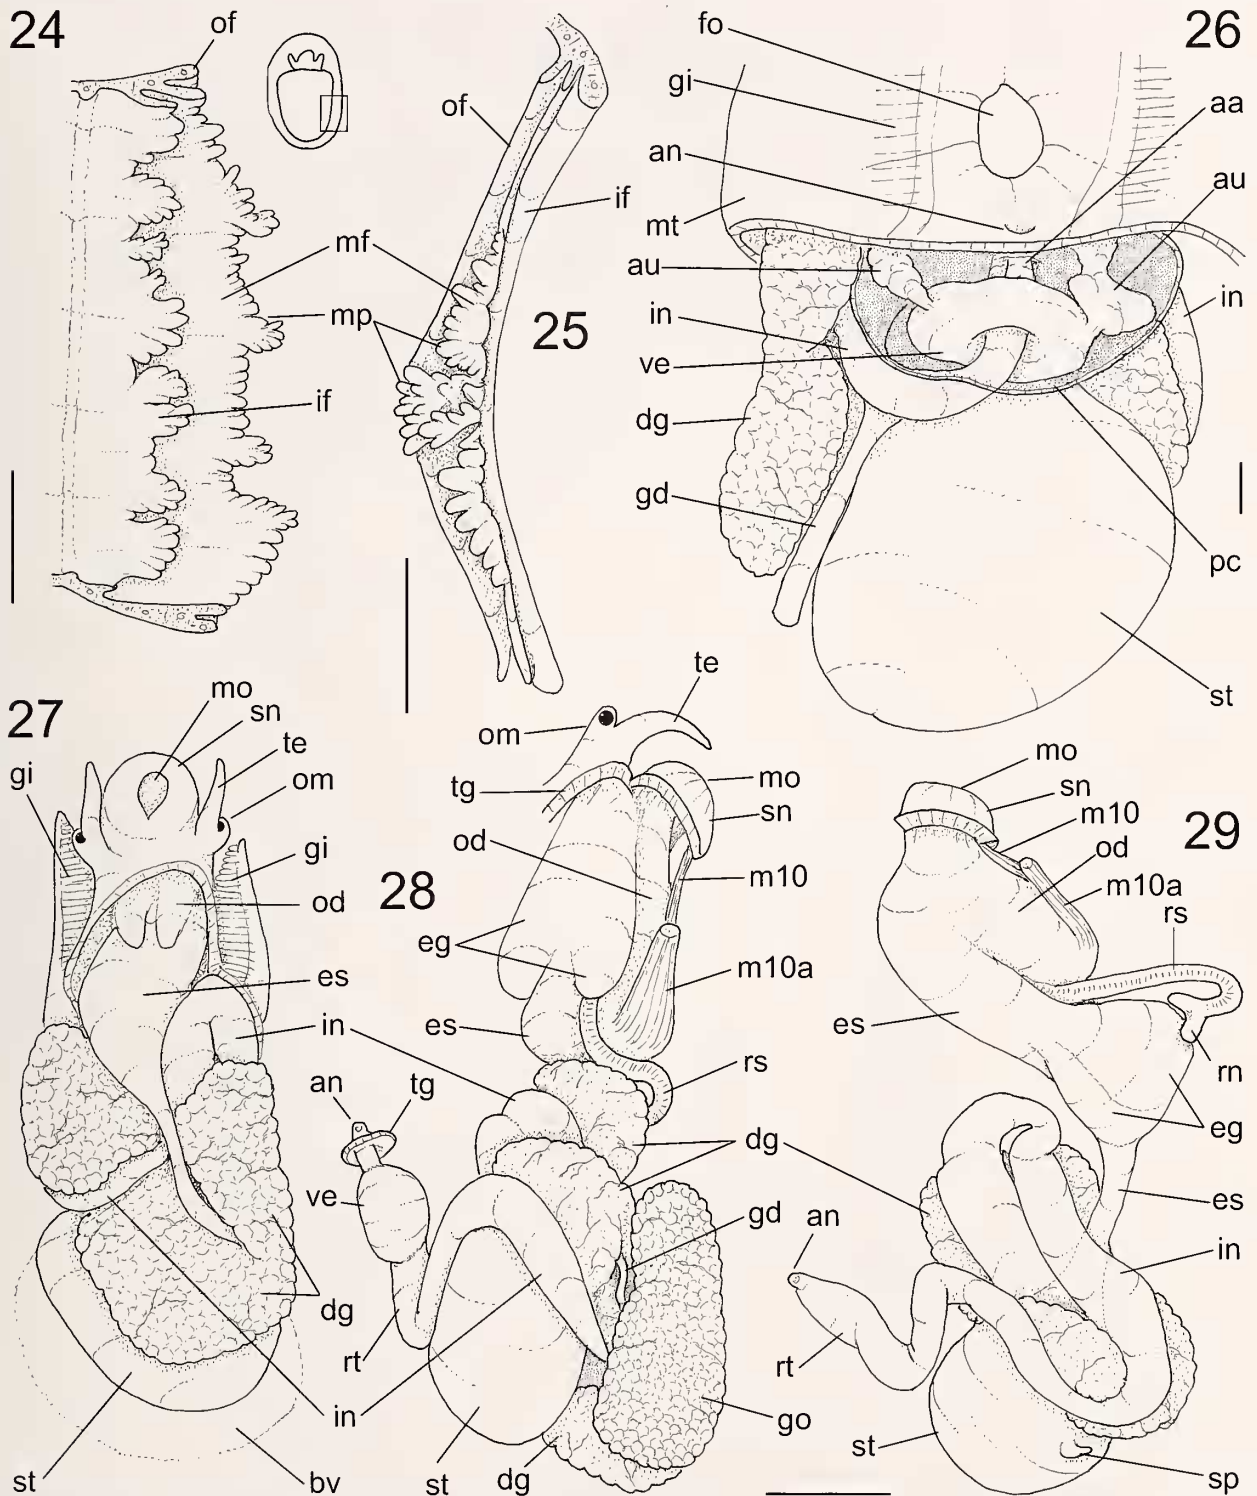 24
of
mf
mp
if
of
if
25
26
fo
gi
an
mt
au
in
ve
dg
gd
aa
au
in
pc
st
27
mo
sn
te
om
gi
gi
od
es
in
dg
in
st
bv
28
te
om
tg
mo
sn
od
m10
eg
m10a
es
rs
an
tg
ve
dg
gd
rt
go
st
dg
29
mo
sn
m10
od
m10a
rs
es
rn
eg
es
in
an
rt
st
sp